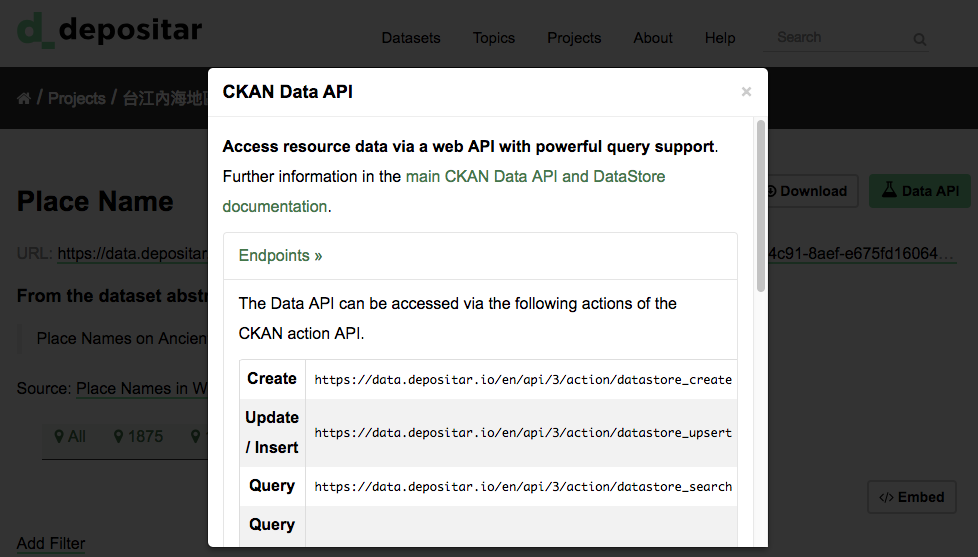 d_depositar
Datasets Topics Projects About Help Search
/ Projects / 台江內海地
CKAN Data API ×
Access resource data via a web API with powerful query support.
Further information in the main CKAN Data API and DataStore
documentation.
Place Name
Download
Data API
URL: https://data.depositar
4c91-8aef-e675fd16064…
From the dataset abstr
Place Names on Ancien
Source: Place Names in W
All 1875
Endpoints »
The Data API can be accessed via the following actions of the
CKAN action API.
Create https://data.depositar.io/en/api/3/action/datastore_create
Update
/ Insert https://data.depositar.io/en/api/3/action/datastore_upsert
Query https://data.depositar.io/en/api/3/action/datastore_search
Query
</> Embed
Add Filter